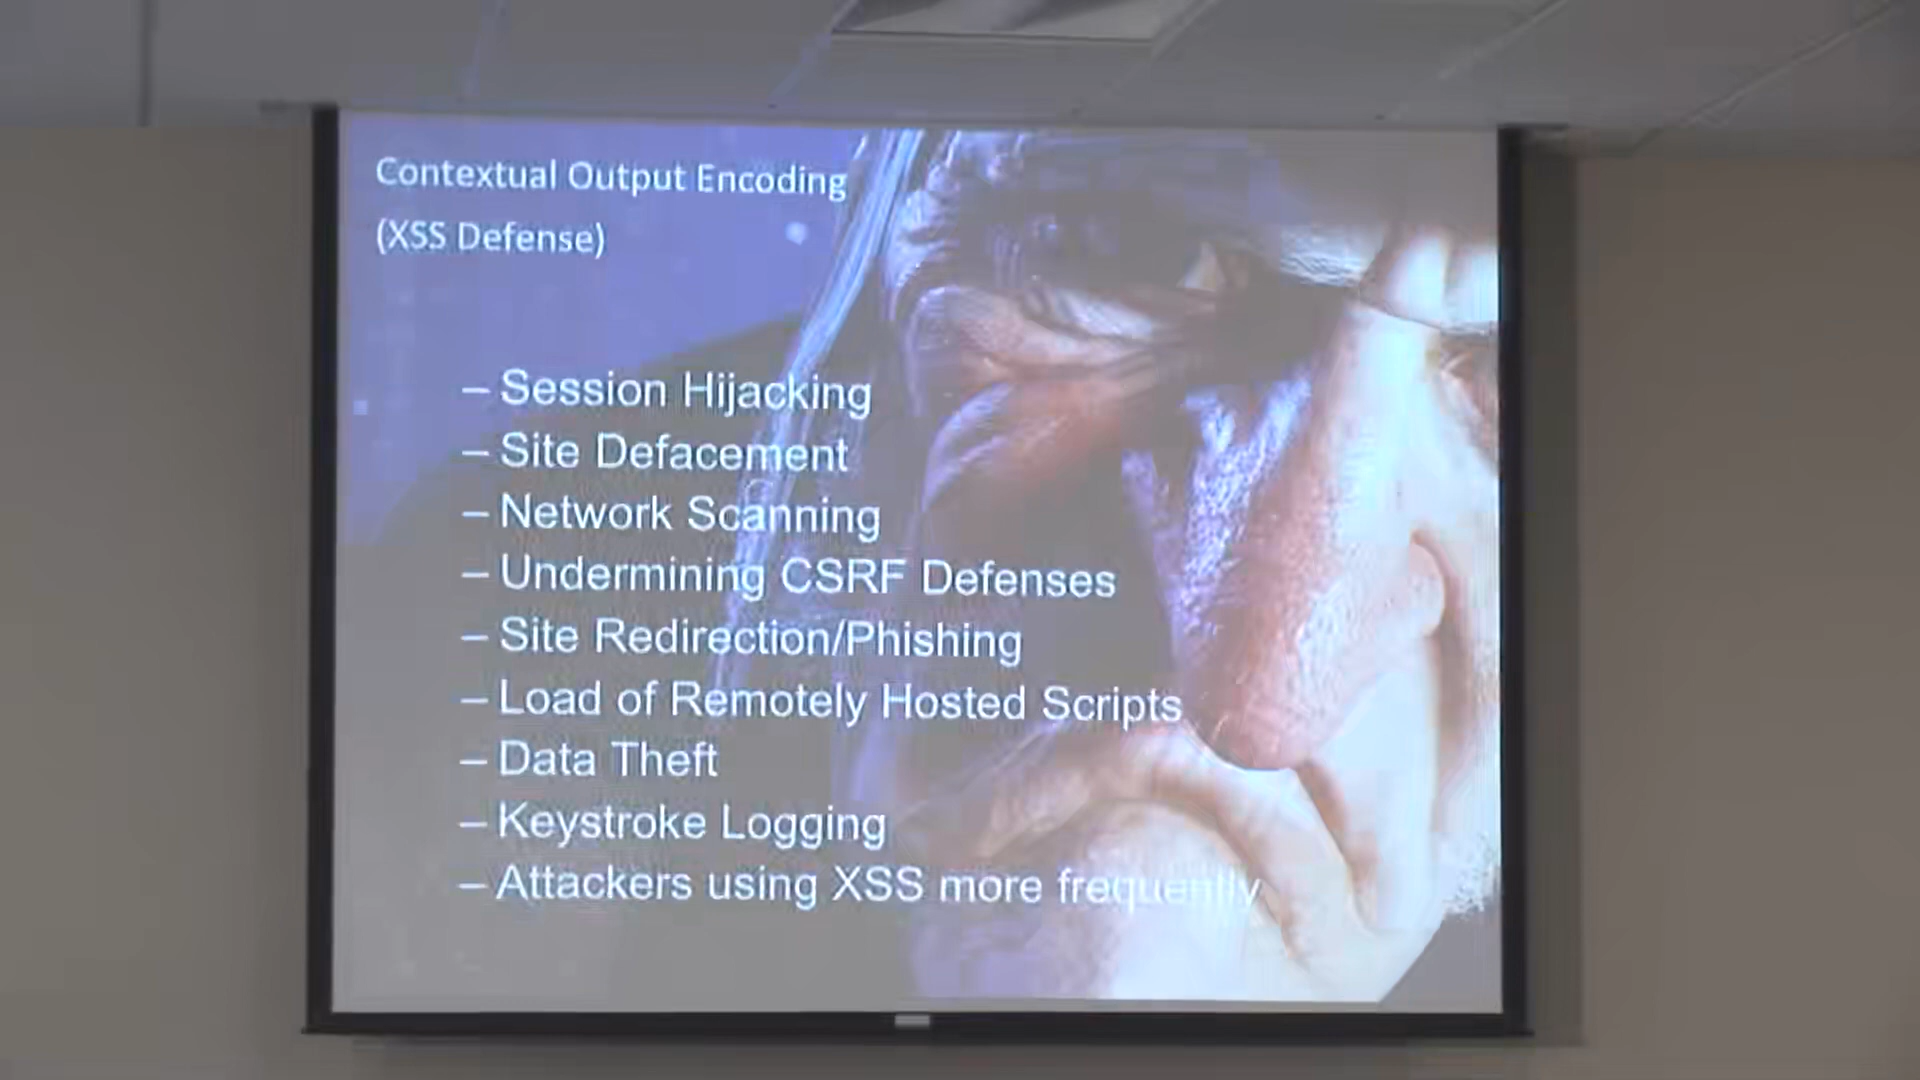 Contextual Output Encoding
(XSS Defense)
– Session Hijacking
– Site Defacement
– Network Scanning
– Undermining CSRF Defenses
– Site Redirection/Phishing
– Load of Remotely Hosted Scripts
– Data Theft
– Keystroke Logging
– Attackers using XSS more frequently